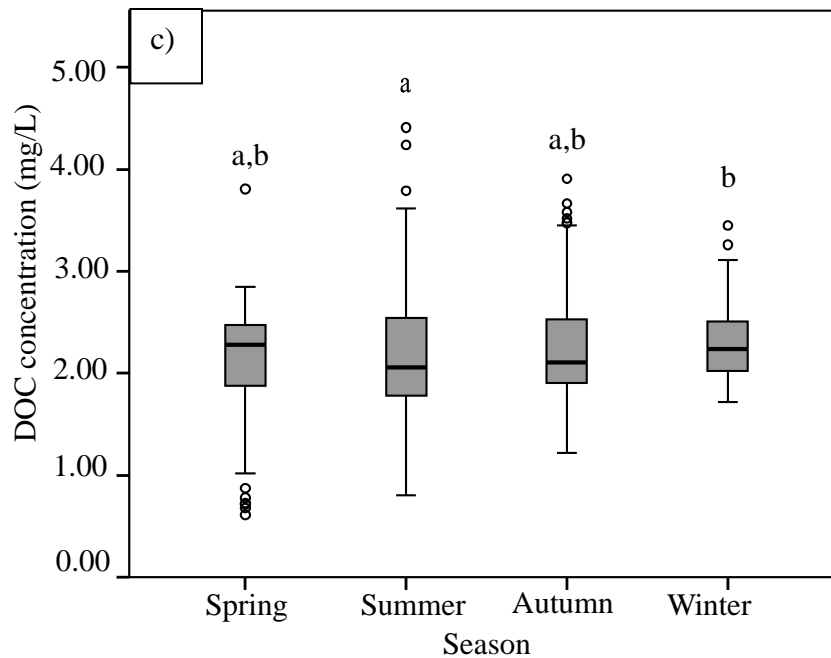 c)
DOC concentration (mg/L)
5.00
4.00
3.00
2.00
1.00
0.00
a,b
a
a,b
b
Spring
Summer
Autumn
Winter
Season